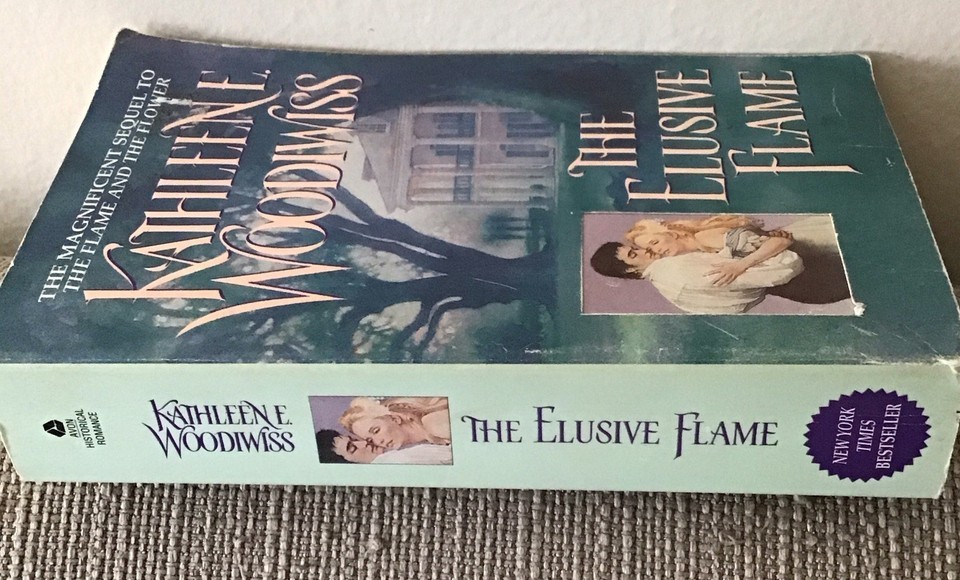 THE MAGNIFICENT SEQUEL TO
THE FLAME AND THE FLOWER
KATHLEEN E.
WOODIWISS
THE
ELUSIVE
FLAME
AVON
HISTORICAL
ROMANCE
KATHLEEN E.
WOODIWISS
THE ELUSIVE FLAME
NEW YORK
TIMES
BESTSELLER